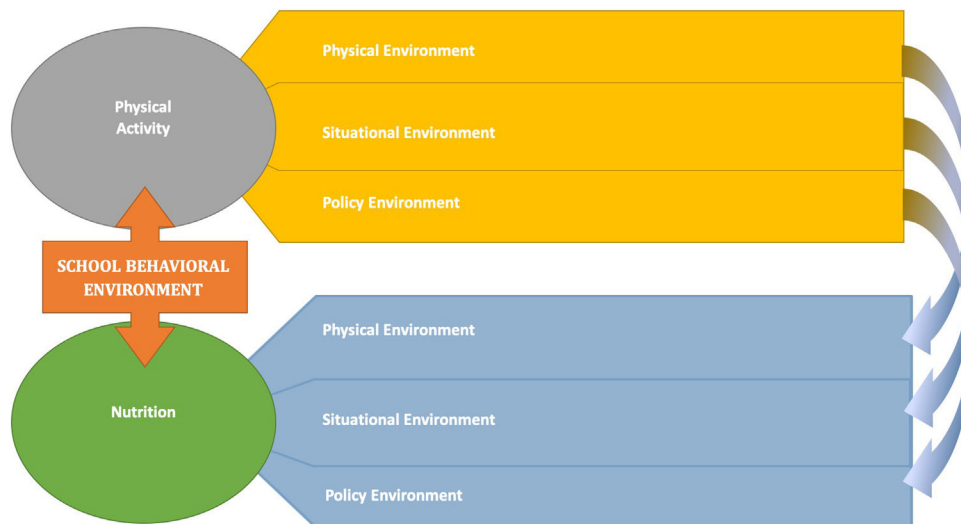 Physical Environment
Physical
Activity
Situational Environment
Policy Environment
SCHOOL BEHAVIORAL
ENVIRONMENT
Physical Environment
Nutrition
Situational Environment
Policy Environment